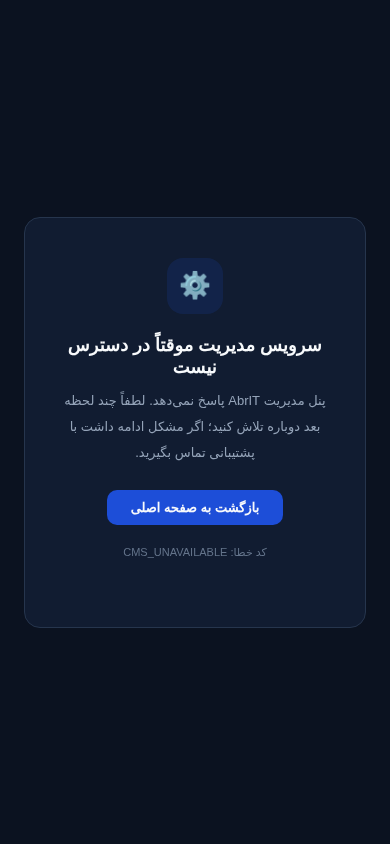 سرویس مدیریت موقتاً در دسترس
نیست
پنل مدیریت AbrIT پاسخ نمی‌دهد. لطفاً چند لحظه
بعد دوباره تلاش کنید؛ اگر مشکل ادامه داشت با
پشتیبانی تماس بگیرید.
بازگشت به صفحه اصلی
کد خطا: CMS_UNAVAILABLE